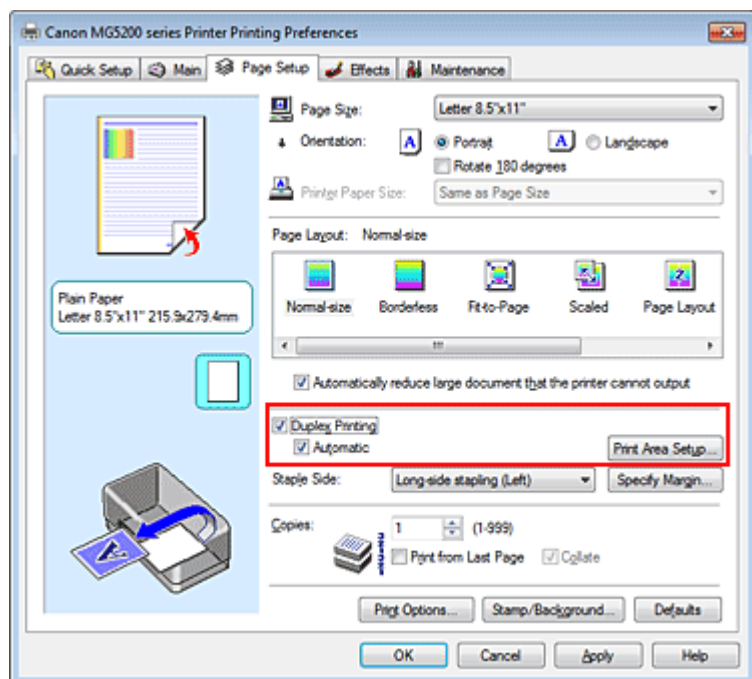 Canon MG5200 series Printer Printing Preferences
Quick Setup Main Page Setup Effects Maintenance
Page Size: Letter 8.5"x11"
Orientation: A Portrait A Landscape
Rotate 180 degrees
Printer Paper Size: Same as Page Size
Page Layout: Normal-size
Normal-size Borderless Fit-to-Page Scaled Page Layout
Plain Paper
Letter 8.5"x11" 215.9x279.4mm
Automatically reduce large document that the printer cannot output
Duplex Printing
Automatic Print Area Setup...
Staple Side: Long-side stapling (Left) Specify Margin...
Copies: 1 (1-999)
Print from Last Page Collate
Print Options... Stamp/Background... Defaults
OK Cancel Apply Help